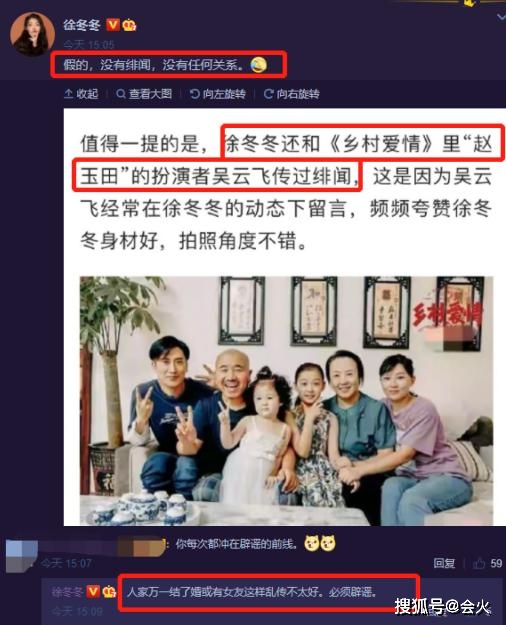 徐冬冬
今天 15:05
假的，没有绯闻，没有任何关系。
收起 查看大图 向左旋转 向右旋转
值得一提的是，徐冬冬还和《乡村爱情》里“赵
玉田”的扮演者吴云飞传过绯闻，这是因为吴云
飞经常在徐冬冬的动态下留言，频频夸赞徐冬
冬身材好，拍照角度不错。
乡村爱情
：你每次都冲在辟谣的前线。
今天 15:07
回复 59
徐冬冬
人家万一结了婚或有女友这样乱传不太好。必须辟谣。
今天 15:09
搜狐号@会火